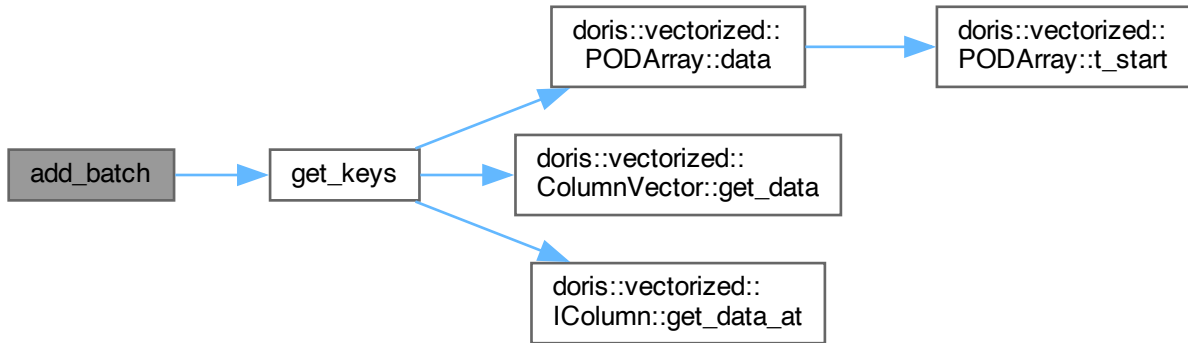 add_batch
get_keys
doris::vectorized::
PODArray::data
doris::vectorized::
PODArray::t_start
doris::vectorized::
ColumnVector::get_data
doris::vectorized::
IColumn::get_data_at